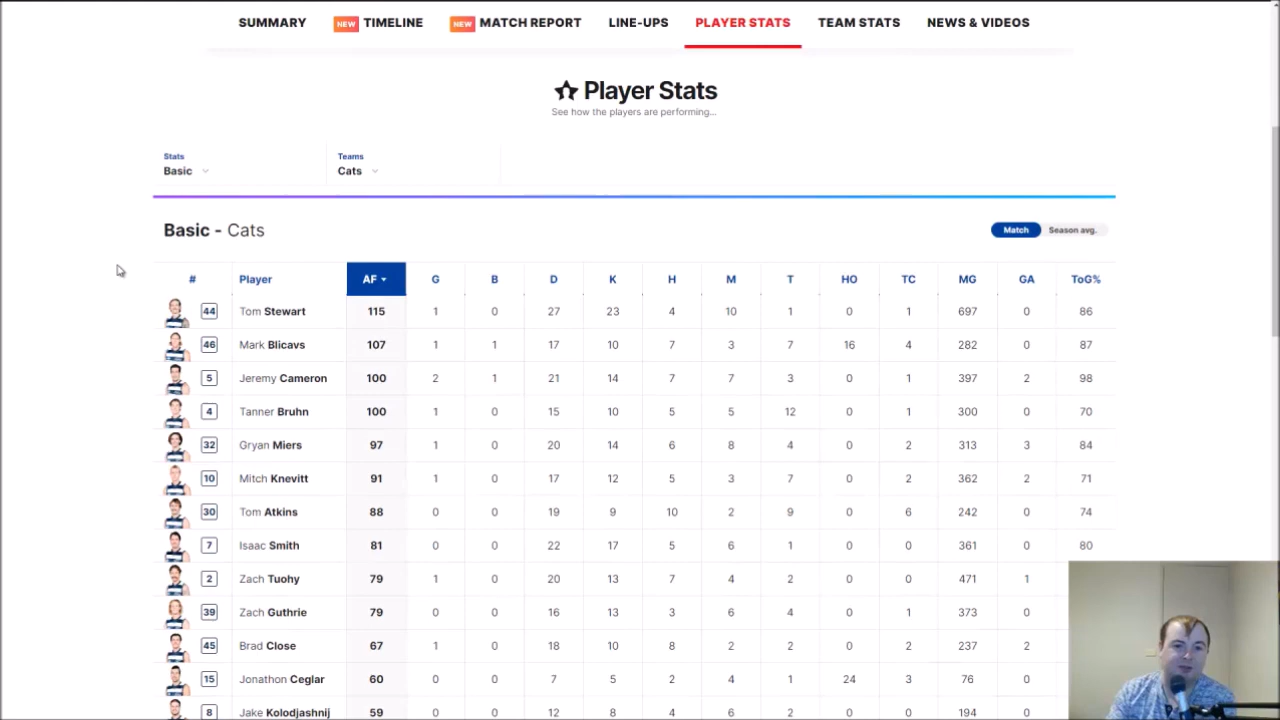 SUMMARY NEW TIMELINE NEW MATCH REPORT LINE-UPS PLAYER STATS TEAM STATS NEWS & VIDEOS
Player Stats
See how the players are performing...
Stats Teams
Basic Cats
Basic - Cats Match Season avg.
# Player AF G B D K H M T HO TC MG GA ToG%
44 Tom Stewart 115 1 0 27 23 4 10 1 0 1 697 0 86
46 Mark Blicavs 107 1 1 17 10 7 3 7 16 4 282 0 87
5 Jeremy Cameron 100 2 1 21 14 7 7 3 0 1 397 2 98
4 Tanner Bruhn 100 1 0 15 10 5 5 12 0 1 300 0 70
32 Gryan Miers 97 1 0 20 14 6 8 4 0 2 313 3 84
10 Mitch Knevitt 91 1 0 17 12 5 3 7 0 2 362 2 71
30 Tom Atkins 88 0 0 19 9 10 2 9 0 6 242 0 74
7 Isaac Smith 81 0 0 22 17 5 6 1 0 0 361 0 80
2 Zach Tuohy 79 1 0 20 13 7 4 2 0 0 471 1
39 Zach Guthrie 79 0 0 16 13 3 6 4 0 1 373 0
45 Brad Close 67 1 0 18 10 8 2 2 0 2 237 2
15 Jonathon Ceglar 60 0 0 7 5 2 4 1 24 3 76 0
8 Jake Kolodjashnij 59 0 0 12 8 4 6 2 0 0 194 0